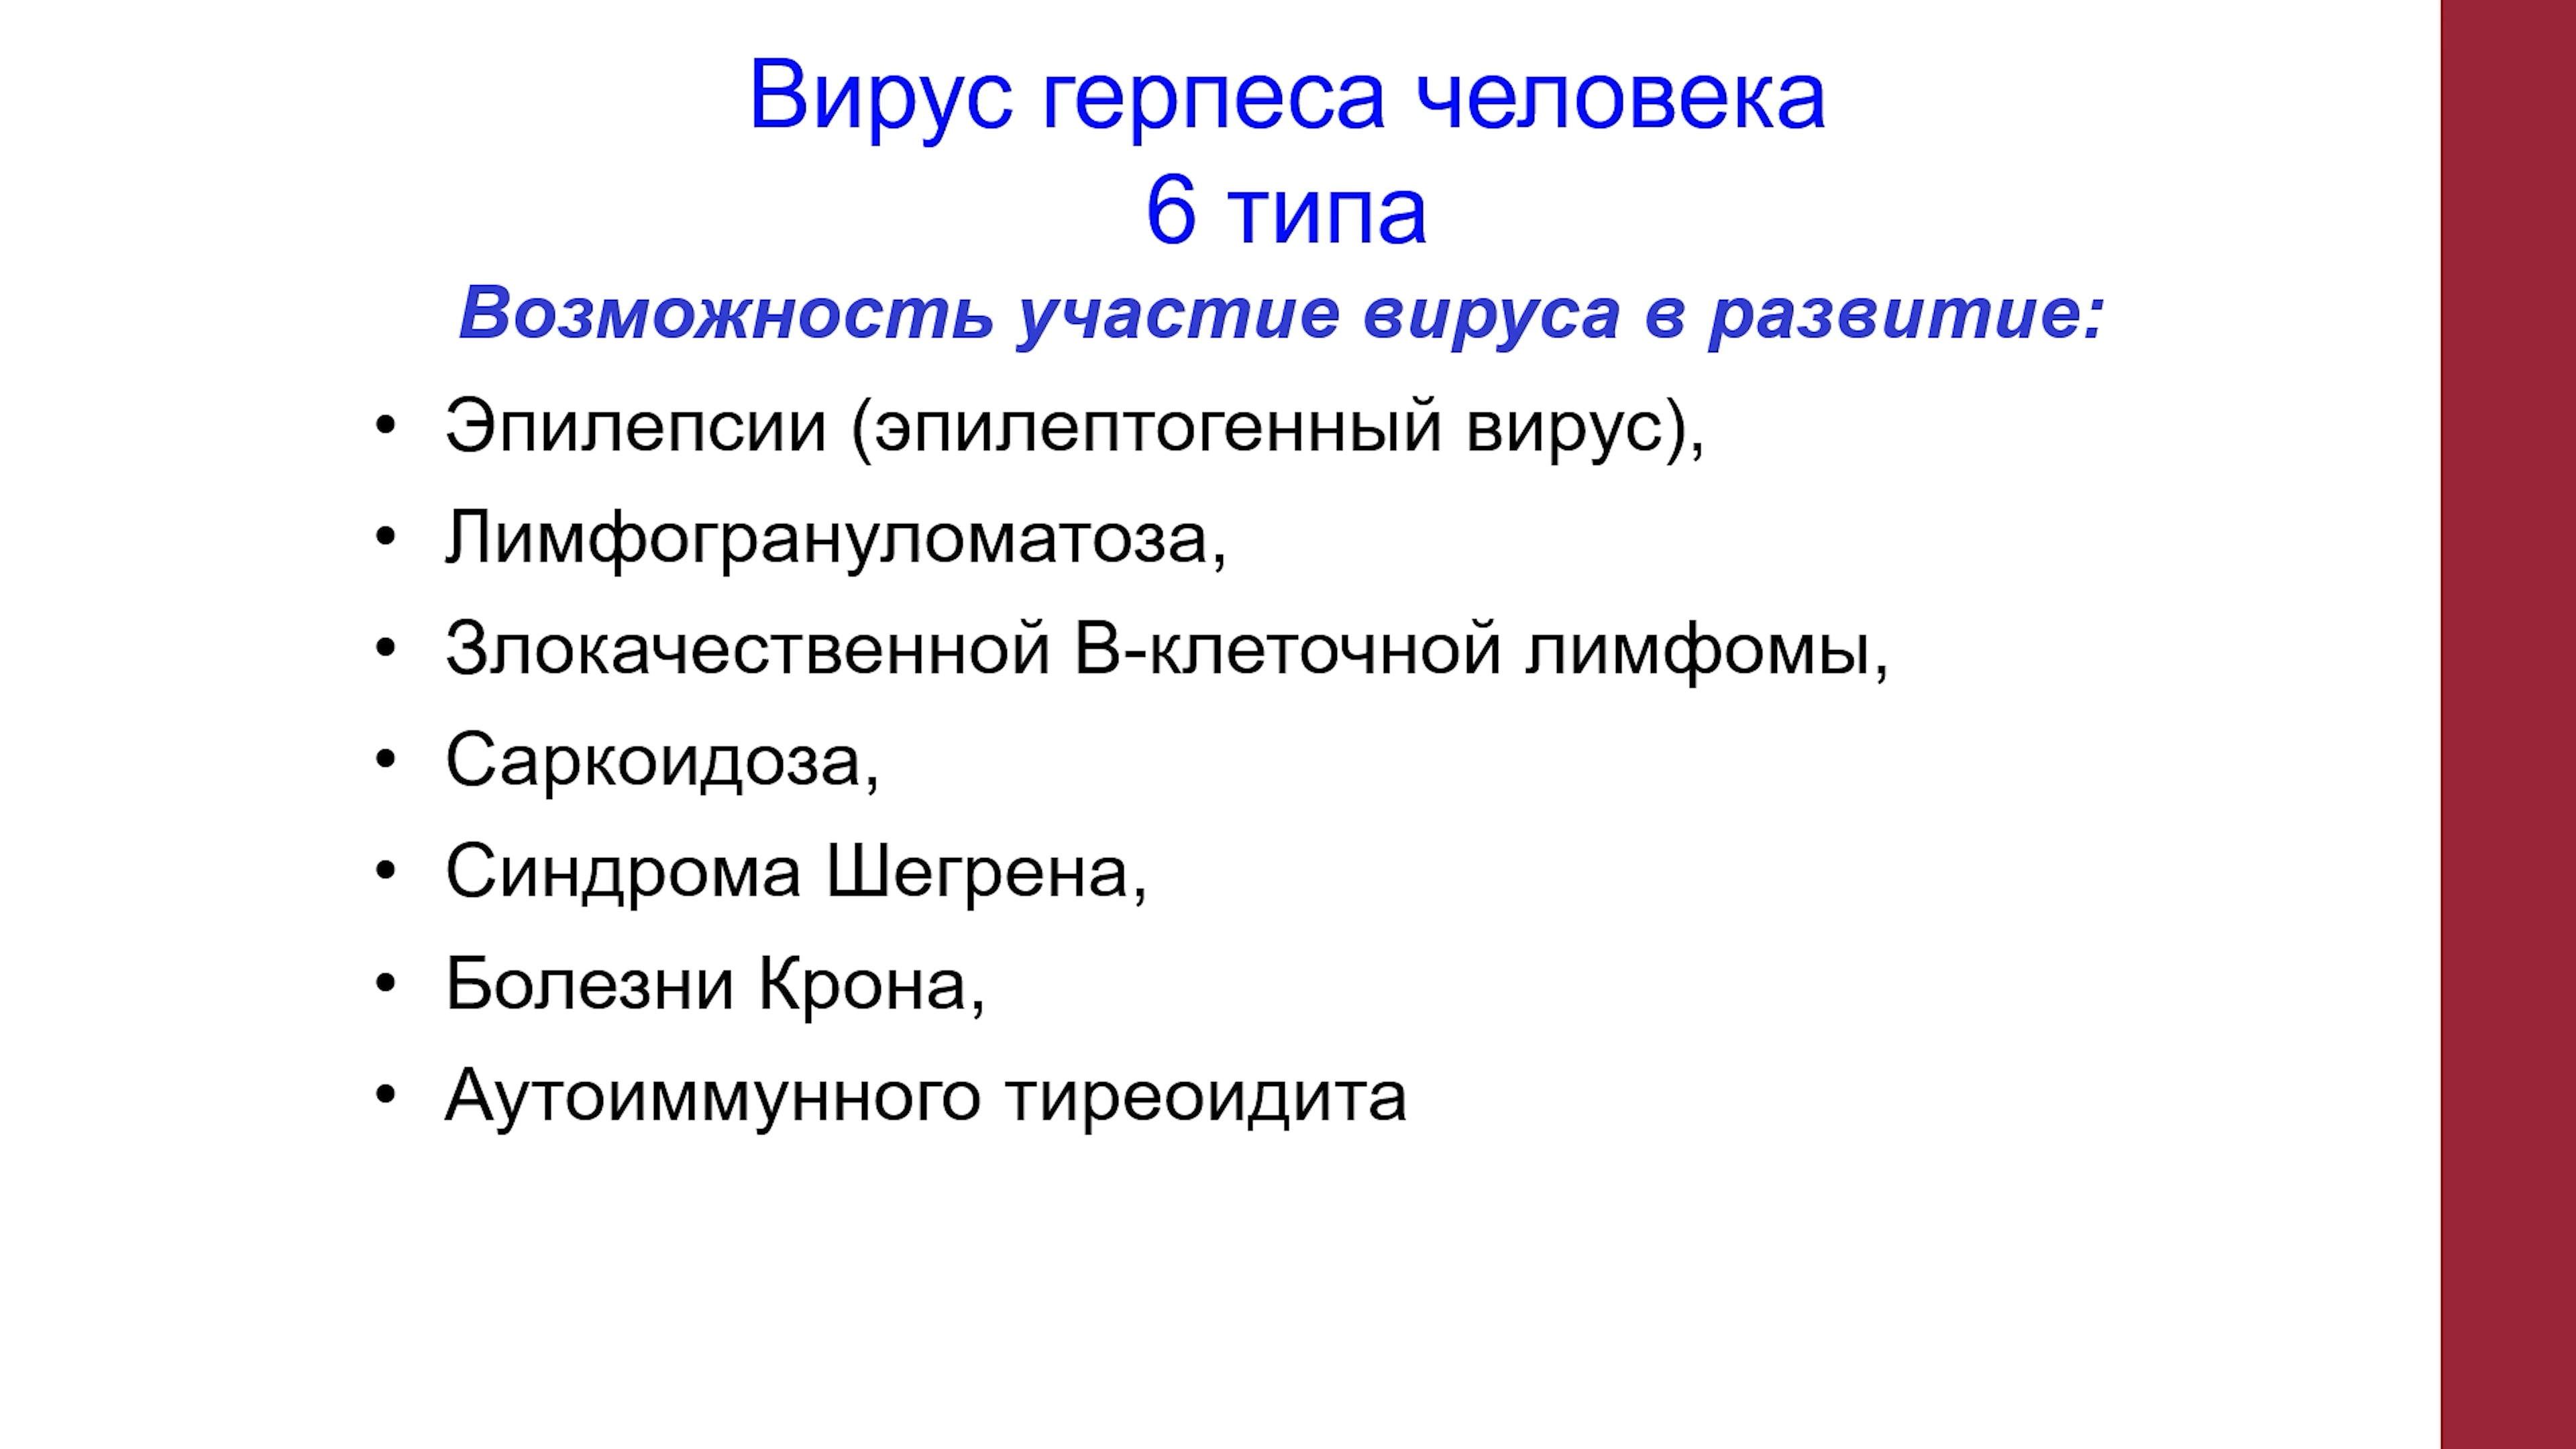 Вирус герпеса человека
6 типа
Возможность участие вируса в развитие:
• Эпилепсии (эпилептогенный вирус),
• Лимфогрануломатоза,
• Злокачественной В-клеточной лимфомы,
• Саркоидоза,
• Синдрома Шегрена,
• Болезни Крона,
• Аутоиммунного тиреоидита